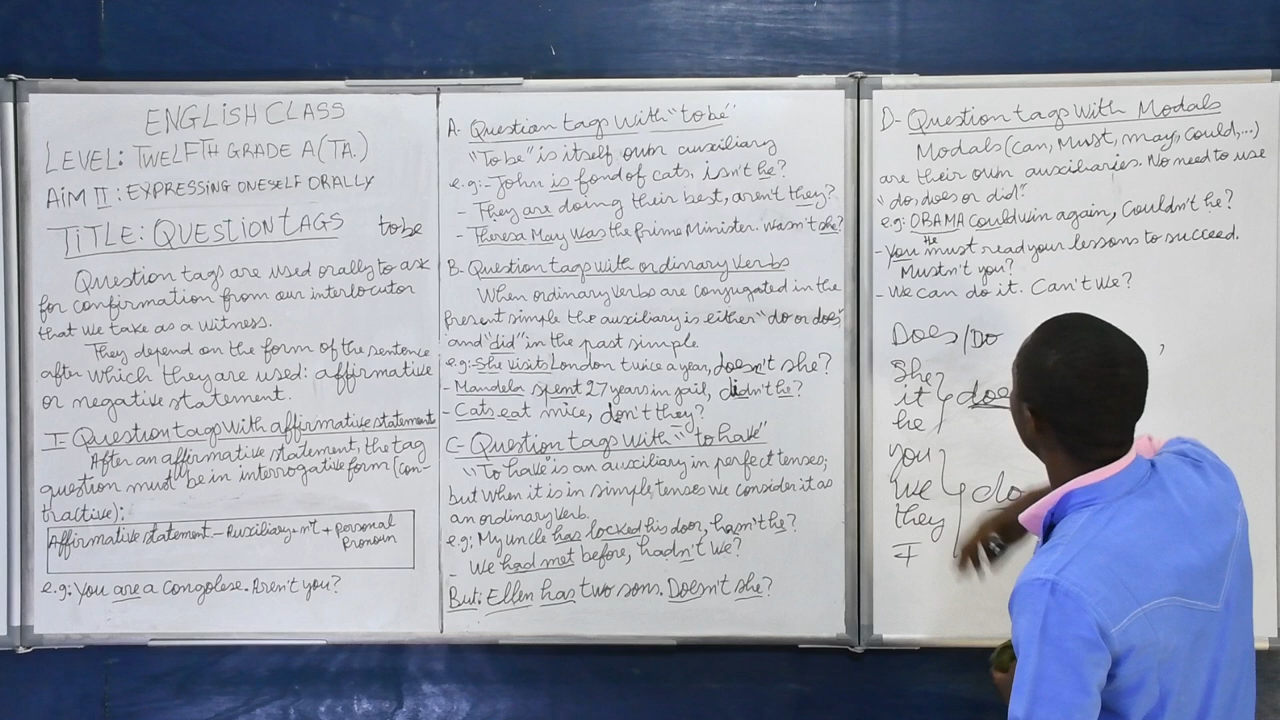 ENGLISH CLASS
LEVEL: TWELFTH GRADE A (TA.)
AIM II : EXPRESSING ONESELF ORALLY
TITLE: QUESTION TAGS to be
Question tags are used orally to ask
for confirmation from our interlocutor
that we take as a witness.
They depend on the form of the sentence
after which they are used: affirmative
or negative statement.
I- Question tags with affirmative statement
After an affirmative statement, the tag
question must be in interrogative form (con-
tractive):
Affirmative statement - Auxiliary + n't + personal
pronoun
e.g: You are a Congolese. Aren't you?
A- Question tags with "to be"
"To be" is itself own auxiliary
e.g:- John is fond of cats, isn't he?
- They are doing their best, aren't they?
- Theresa May was the prime Minister. Wasn't she?
B- Question tags with ordinary verbs
When ordinary verbs are conjugated in the
present simple the auxiliary is either "do or does"
and "did" in the past simple
e.g:- She visits London twice a year, doesn't she?
- Mandela spent 27 years in jail, didn't he?
- Cats eat mice, don't they?
C- Question tags with "to have"
"To have" is an auxiliary in perfect tenses;
but when it is in simple tenses we consider it as
an ordinary verb.
e.g: My uncle has locked his door, hasn't he?
- We had met before, hadn't we?
But: Ellen has two sons. Doesn't she?
D- Question tags with Modals
Modals (can, Must, may, could,...)
are their own auxiliaries. No need to use
"do, does or did".
e.g: OBAMA could win again, Couldn't he?
He
- You must read your lessons to succeed.
Mustn't you?
- We can do it. Can't we?
Does/Do
She
it
he
you
we do
they
I